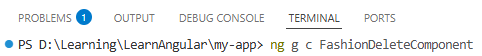 PROBLEMS 1 OUTPUT DEBUG CONSOLE TERMINAL PORTS
PS D:\Learning\LearnAngular\my-app> ng g c FashionDeleteComponent